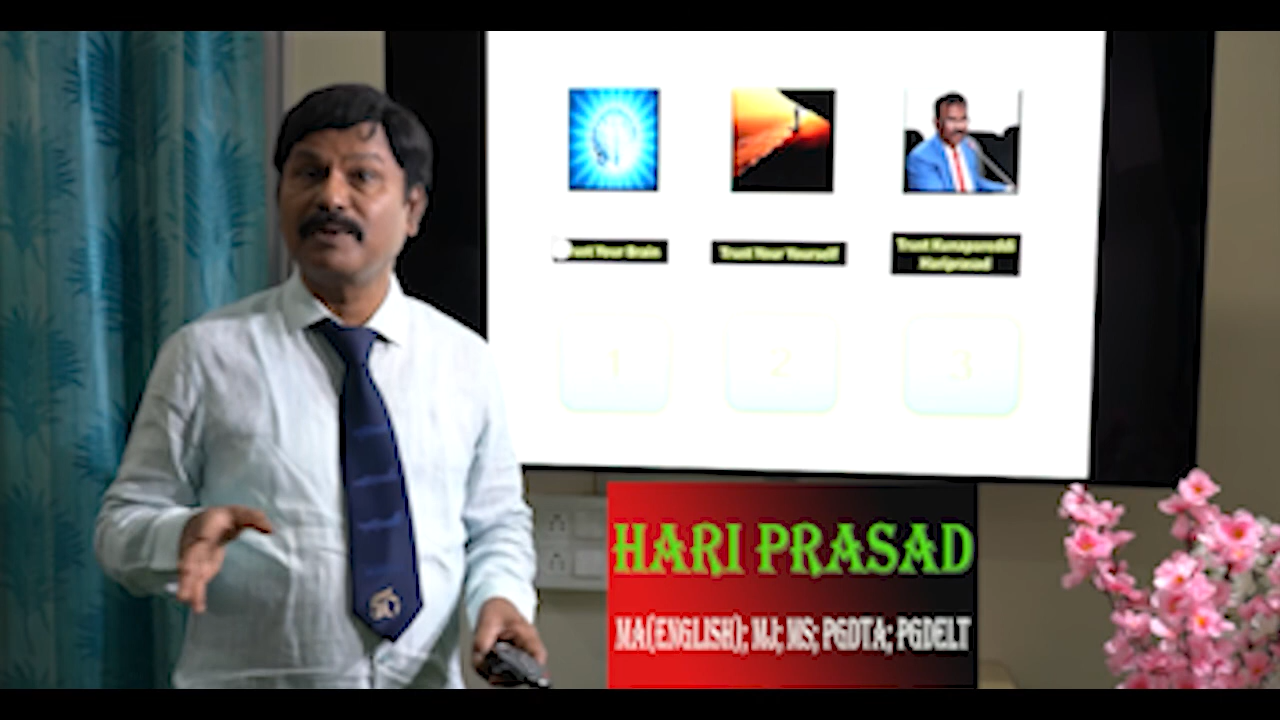 Trust Your Brain
Trust Your Yourself
Trust Kunapareddi
Hariprasad
1
2
3
HARI PRASAD
MA(ENGLISH); MJ; MS; PGDTA; PGDELT